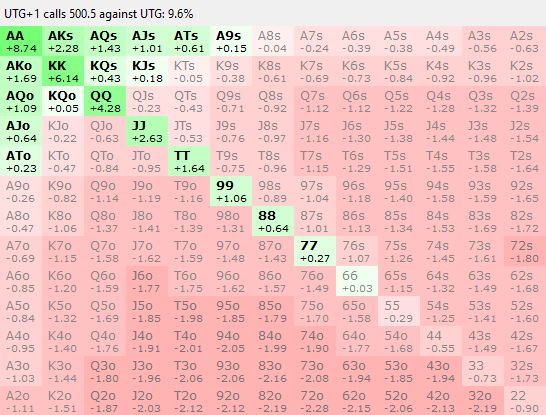 UTG+1 calls 500.5 against UTG: 9.6%
AA AKs AQs AJs ATs A9s A8s A7s A6s A5s A4s A3s A2s
+8.74 +2.28 +1.43 +1.01 +0.61 +0.15 -0.04 -0.24 -0.39 -0.38 -0.49 -0.56 -0.63
AKo KK KQs KJs KTs K9s K8s K7s K6s K5s K4s K3s K2s
+1.69 +6.14 +0.43 +0.18 -0.05 -0.38 -0.61 -0.69 -0.73 -0.84 -0.92 -0.96 -1.02
AQo KQo QQ QJs QTs Q9s Q8s Q7s Q6s Q5s Q4s Q3s Q2s
+1.09 +0.05 +4.28 -0.23 -0.43 -0.71 -0.92 -1.12 -1.12 -1.22 -1.28 -1.32 -1.39
AJo KJo QJo JJ JTs J9s J8s J7s J6s J5s J4s J3s J2s
+0.64 -0.22 -0.63 +2.63 -0.53 -0.76 -0.97 -1.16 -1.30 -1.38 -1.44 -1.48 -1.54
ATo KTo QTo JTo TT T9s T8s T7s T6s T5s T4s T3s T2s
+0.23 -0.47 -0.84 -0.95 +1.64 -0.75 -0.96 -1.15 -1.29 -1.51 -1.55 -1.58 -1.64
A9o K9o Q9o J9o T9o 99 98s 97s 96s 95s 94s 93s 92s
-0.26 -0.82 -1.14 -1.19 -1.16 +1.06 -0.89 -1.04 -1.18 -1.40 -1.58 -1.59 -1.65
A8o K8o Q8o J8o T8o 98o 88 87s 86s 85s 84s 83s 82s
-0.47 -1.06 -1.38 -1.41 -1.39 -1.31 +0.64 -1.01 -1.13 -1.34 -1.53 -1.69 -1.72
A7o K7o Q7o J7o T7o 97o 87o 77 76s 75s 74s 73s 72s
-0.69 -1.15 -1.58 -1.62 -1.59 -1.48 -1.43 +0.27 -1.07 -1.26 -1.45 -1.61 -1.80
A6o K6o Q6o J6o T6o 96o 86o 76o 66 65s 64s 63s 62s
-0.85 -1.20 -1.59 -1.77 -1.75 -1.62 -1.57 -1.49 +0.03 -1.15 -1.32 -1.49 -1.68
A5o K5o Q5o J5o T5o 95o 85o 75o 65o 55 54s 53s 52s
-0.84 -1.32 -1.69 -1.85 -1.98 -1.85 -1.79 -1.70 -1.58 -0.29 -1.25 -1.41 -1.60
A4o K4o Q4o J4o T4o 94o 84o 74o 64o 54o 44 43s 42s
-0.95 -1.40 -1.76 -1.91 -2.01 -2.05 -1.99 -1.90 -1.77 -1.68 -0.55 -1.49 -1.67
A3o K3o Q3o J3o T3o 93o 83o 73o 63o 53o 43o 33 32s
-1.03 -1.44 -1.80 -1.96 -2.06 -2.06 -2.16 -2.08 -1.94 -1.85 -1.94 -0.73 -1.73
A2o K2o Q2o J2o T2o 92o 82o 72o 62o 52o 42o 32o 22
-1.11 -1.51 -1.87 -2.03 -2.12 -2.12 -2.19 -2.28 -2.15 -2.06 -2.13 -2.19 -0.90